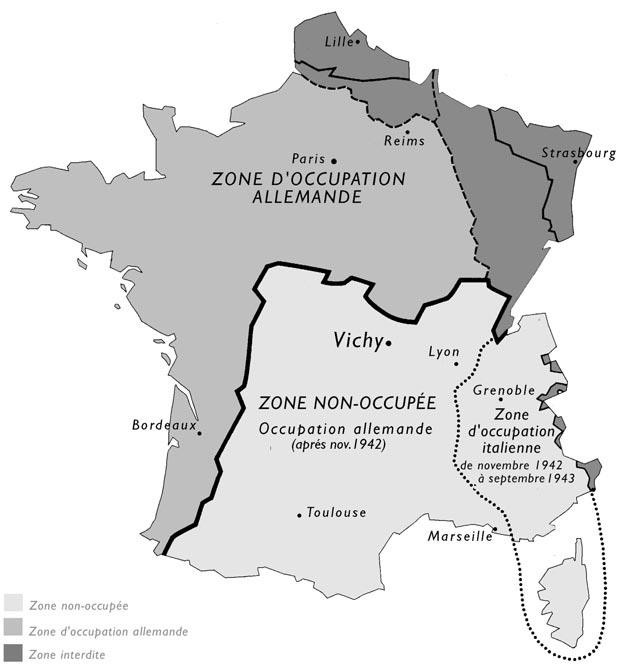 Lille
Reims
Strasbourg
Paris
ZONE D'OCCUPATION
ALLEMANDE
Vichy
Lyon
Grenoble
ZONE NON-OCCUPÉE
Occupation allemande
(aprés nov.1942)
Zone
d'occupation
italienne
de novembre 1942
à septembre 1943
Bordeaux
Toulouse
Marseille
Zone non-occupée
Zone d'occupation allemande
Zone interdite